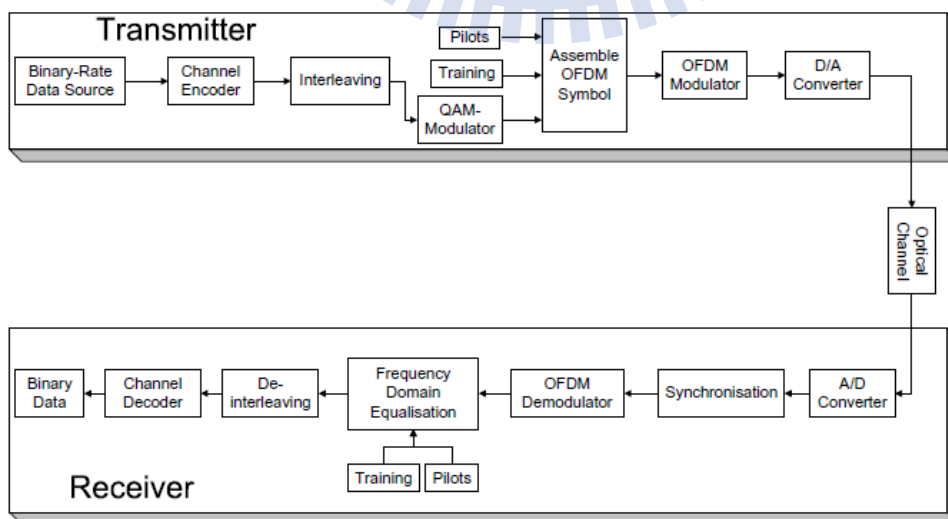 Transmitter
Binary-Rate
Data Source
Channel
Encoder
Interleaving
Pilots
Training
QAM-
Modulator
Assemble
OFDM
Symbol
OFDM
Modulator
D/A
Converter
Optical
Channel
A/D
Converter
Synchronisation
OFDM
Demodulator
Frequency
Domain
Equalisation
Training
Pilots
De-
interleaving
Channel
Decoder
Binary
Data
Receiver